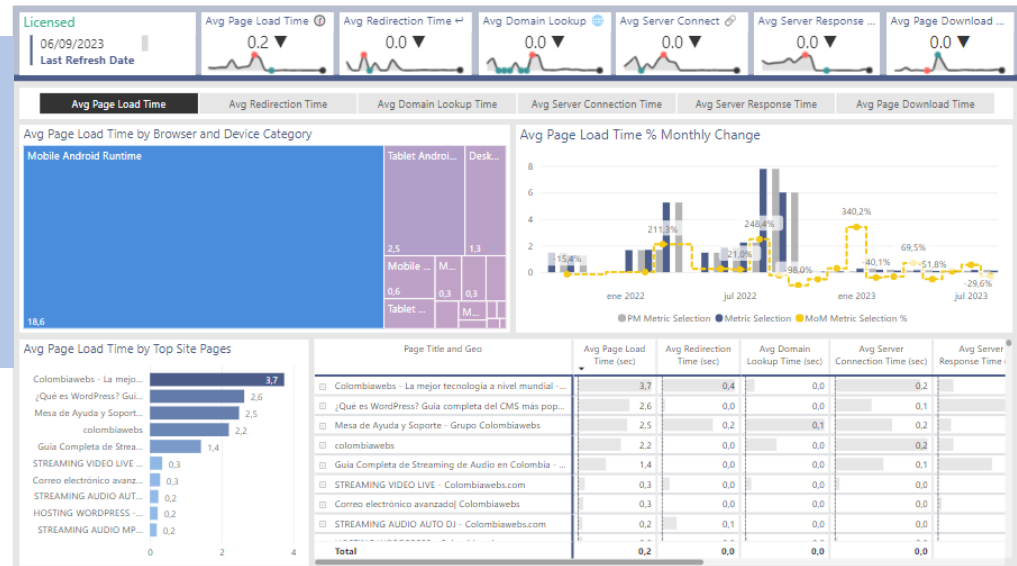 Licensed
06/09/2023
Last Refresh Date
Avg Page Load Time
0.2
Avg Redirection Time
0.0
Avg Domain Lookup
0.0
Avg Server Connect
0.0
Avg Server Response ...
0.0
Avg Page Download ...
0.0
Avg Page Load Time
Avg Redirection Time
Avg Domain Lookup Time
Avg Server Connection Time
Avg Server Response Time
Avg Page Download Time
Avg Page Load Time by Browser and Device Category
Mobile Android Runtime
18,6
Tablet Androi...
2,5
Desk...
1,3
Mobile ...
0,6
M...
0,3
0,3
Tablet ...
M...
Avg Page Load Time % Monthly Change
8
6
4
2
0
-15,4%
211,3%
21,0%
248,4%
-98,0%
340,2%
-40,1%
69,5%
-51,8%
-29,6%
ene 2022
jul 2022
ene 2023
jul 2023
PM Metric Selection
Metric Selection
MoM Metric Selection %
Avg Page Load Time by Top Site Pages
Colombiawebs - La mejo...
3,7
¿Qué es WordPress? Guí...
2,6
Mesa de Ayuda y Soport...
2,5
colombiawebs
2,2
Guía Completa de Strea...
1,4
STREAMING VIDEO LIVE ...
0,3
Correo electrónico avanz...
0,3
STREAMING AUDIO AUT...
0,2
HOSTING WORDPRESS -...
0,2
STREAMING AUDIO MP...
0,2
0
2
4
Page Title and Geo
Avg Page Load Time (sec)
Avg Redirection Time (sec)
Avg Domain Lookup Time (sec)
Avg Server Connection Time (sec)
Avg Server Response Time
Colombiawebs - La mejor tecnología a nivel mundial -... 3,7 0,4 0,0 0,2
¿Qué es WordPress? Guía completa del CMS más pop... 2,6 0,0 0,0 0,1
Mesa de Ayuda y Soporte - Grupo Colombiawebs 2,5 0,2 0,1 0,2
colombiawebs 2,2 0,0 0,0 0,2
Guía Completa de Streaming de Audio en Colombia - ... 1,4 0,0 0,0 0,1
STREAMING VIDEO LIVE - Colombiawebs.com 0,3 0,0 0,0 0,0
Correo electrónico avanzado| Colombiawebs 0,3 0,0 0,0 0,0
STREAMING AUDIO AUTO DJ - Colombiawebs.com 0,2 0,1 0,0 0,0
Total 0,2 0,0 0,0 0,0